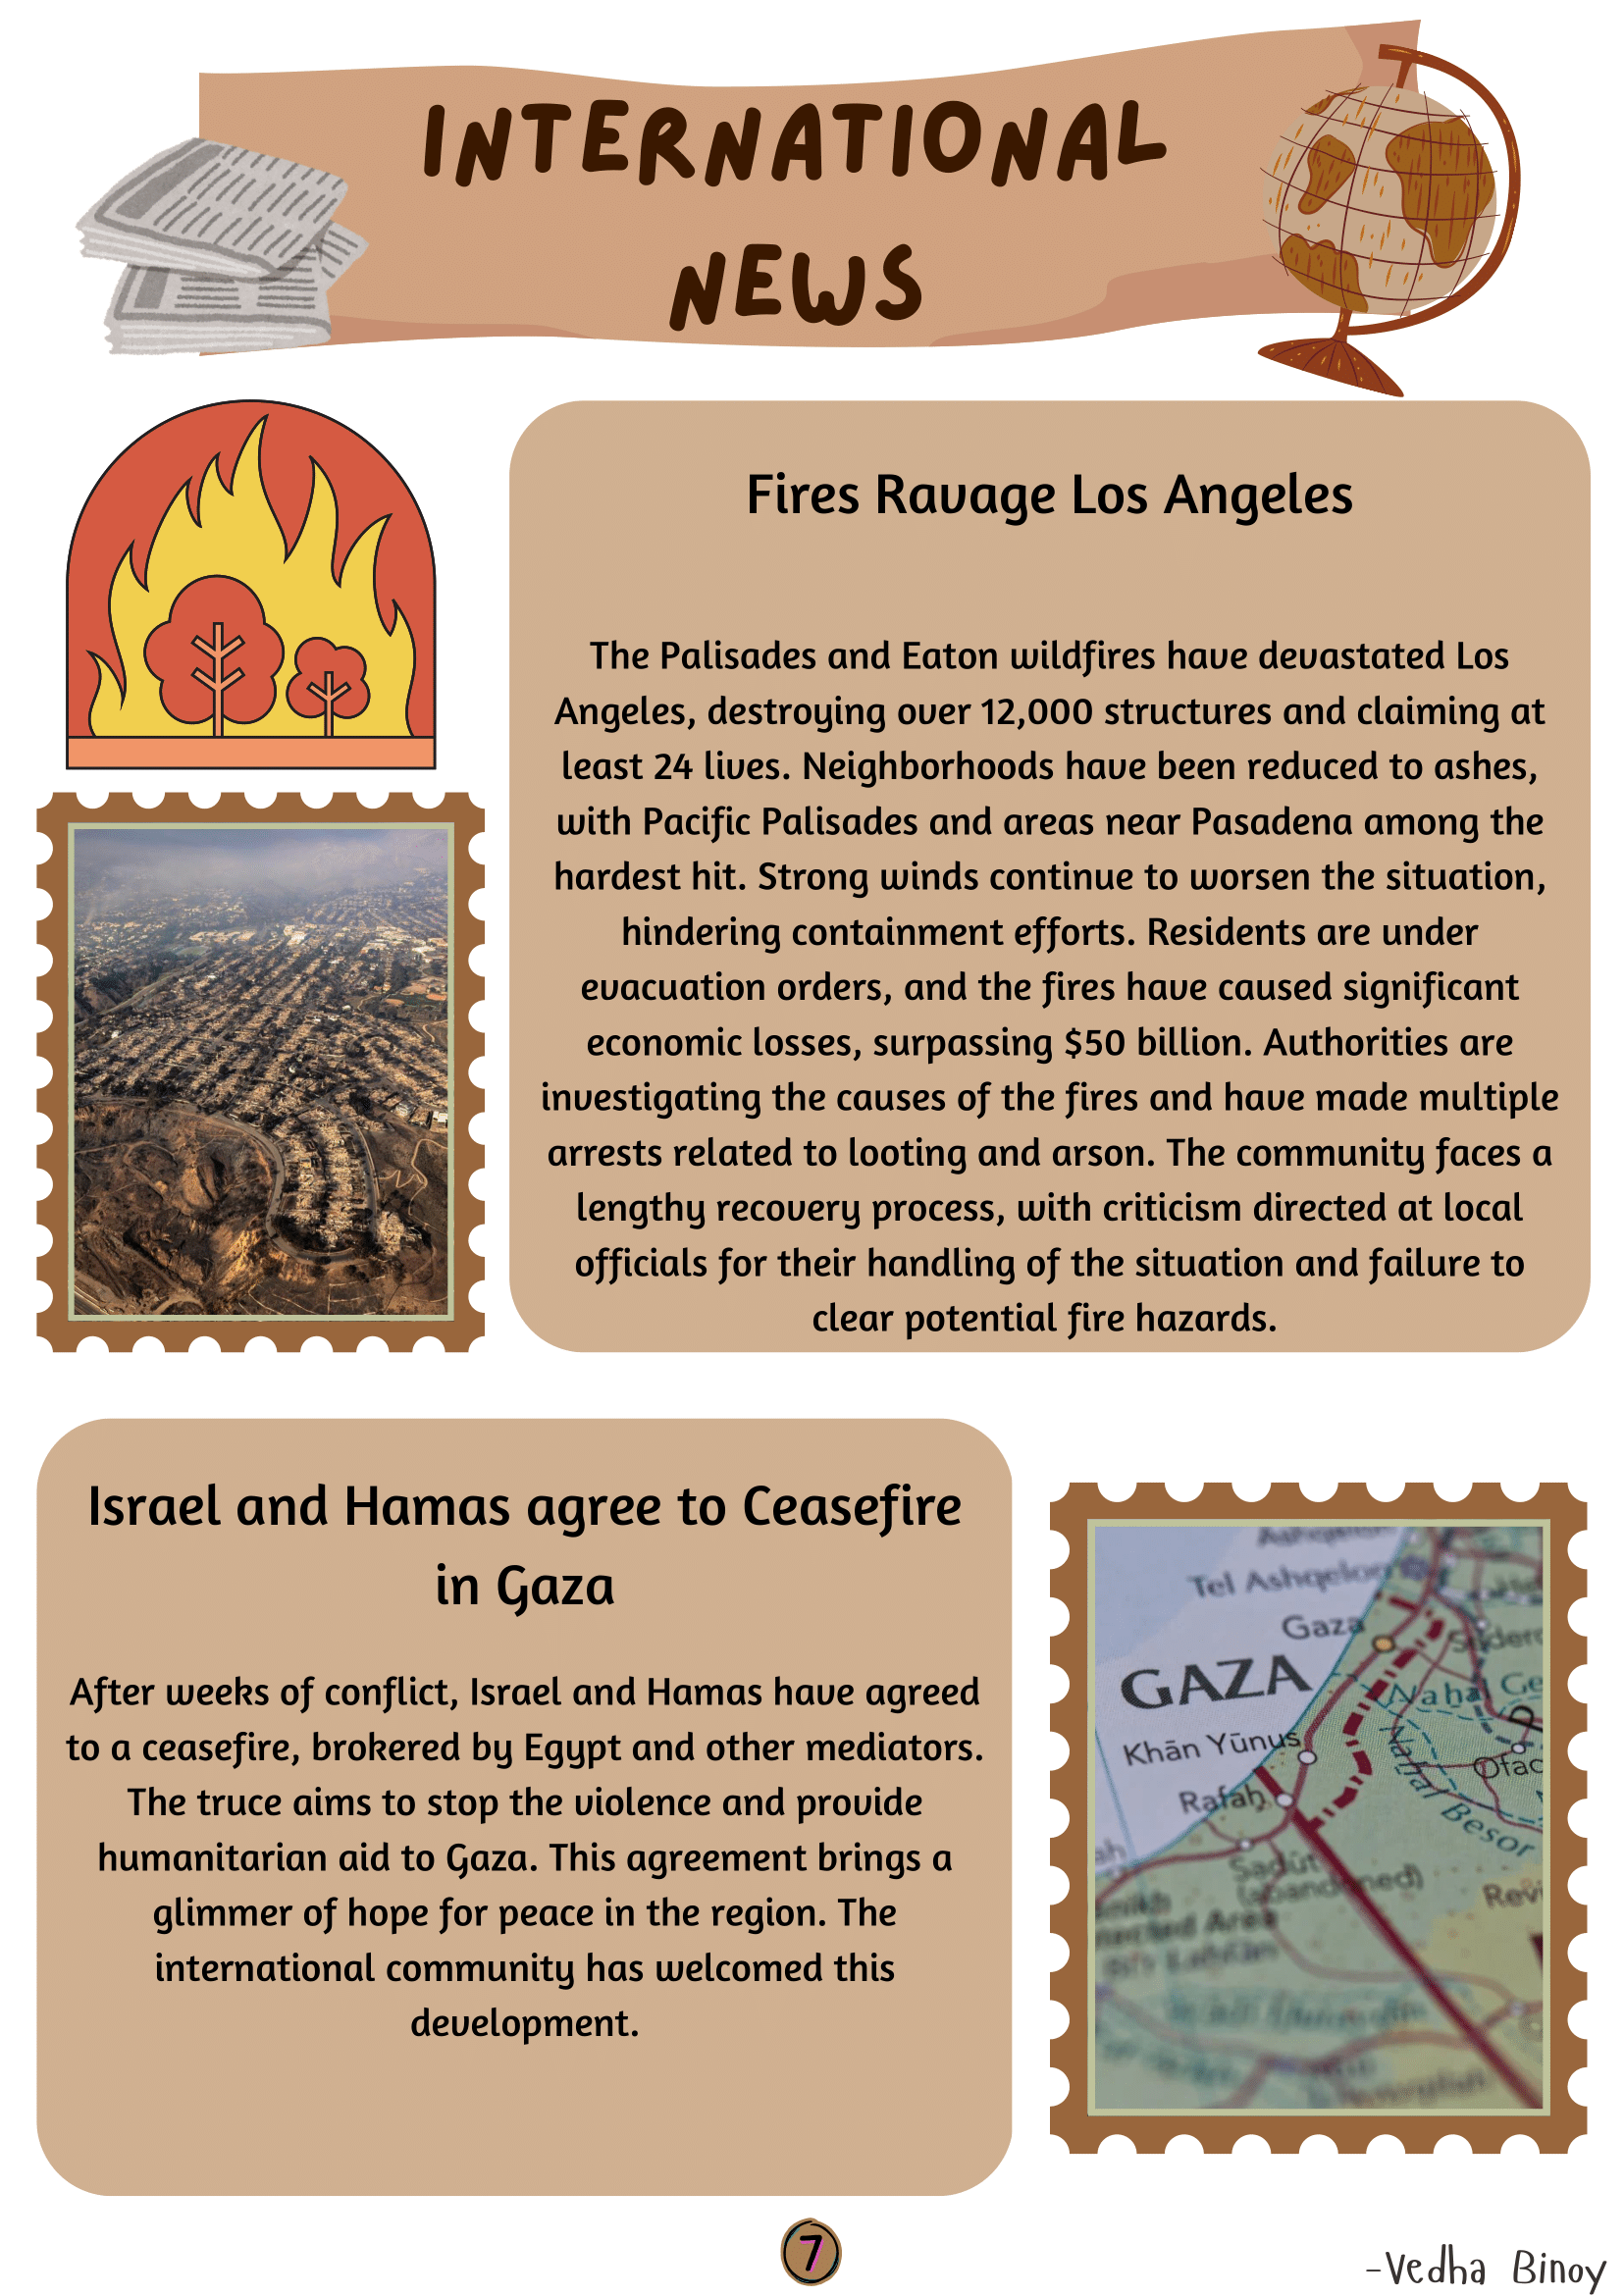 INTERNATIONAL
NEWS
Fires Ravage Los Angeles
The Palisades and Eaton wildfires have devastated Los
Angeles, destroying over 12,000 structures and claiming at
least 24 lives. Neighborhoods have been reduced to ashes,
with Pacific Palisades and areas near Pasadena among the
hardest hit. Strong winds continue to worsen the situation,
hindering containment efforts. Residents are under
evacuation orders, and the fires have caused significant
economic losses, surpassing $50 billion. Authorities are
investigating the causes of the fires and have made multiple
arrests related to looting and arson. The community faces a
lengthy recovery process, with criticism directed at local
officials for their handling of the situation and failure to
clear potential fire hazards.
Israel and Hamas agree to Ceasefire
in Gaza
After weeks of conflict, Israel and Hamas have agreed
to a ceasefire, brokered by Egypt and other mediators.
The truce aims to stop the violence and provide
humanitarian aid to Gaza. This agreement brings a
glimmer of hope for peace in the region. The
international community has welcomed this
development.
Tel Ashqelon
Gaza
GAZA
Khān Yūnus
Rafaḥ
Nahal Besor
Sadút
(abandoned)
7
-Vedha Binoy